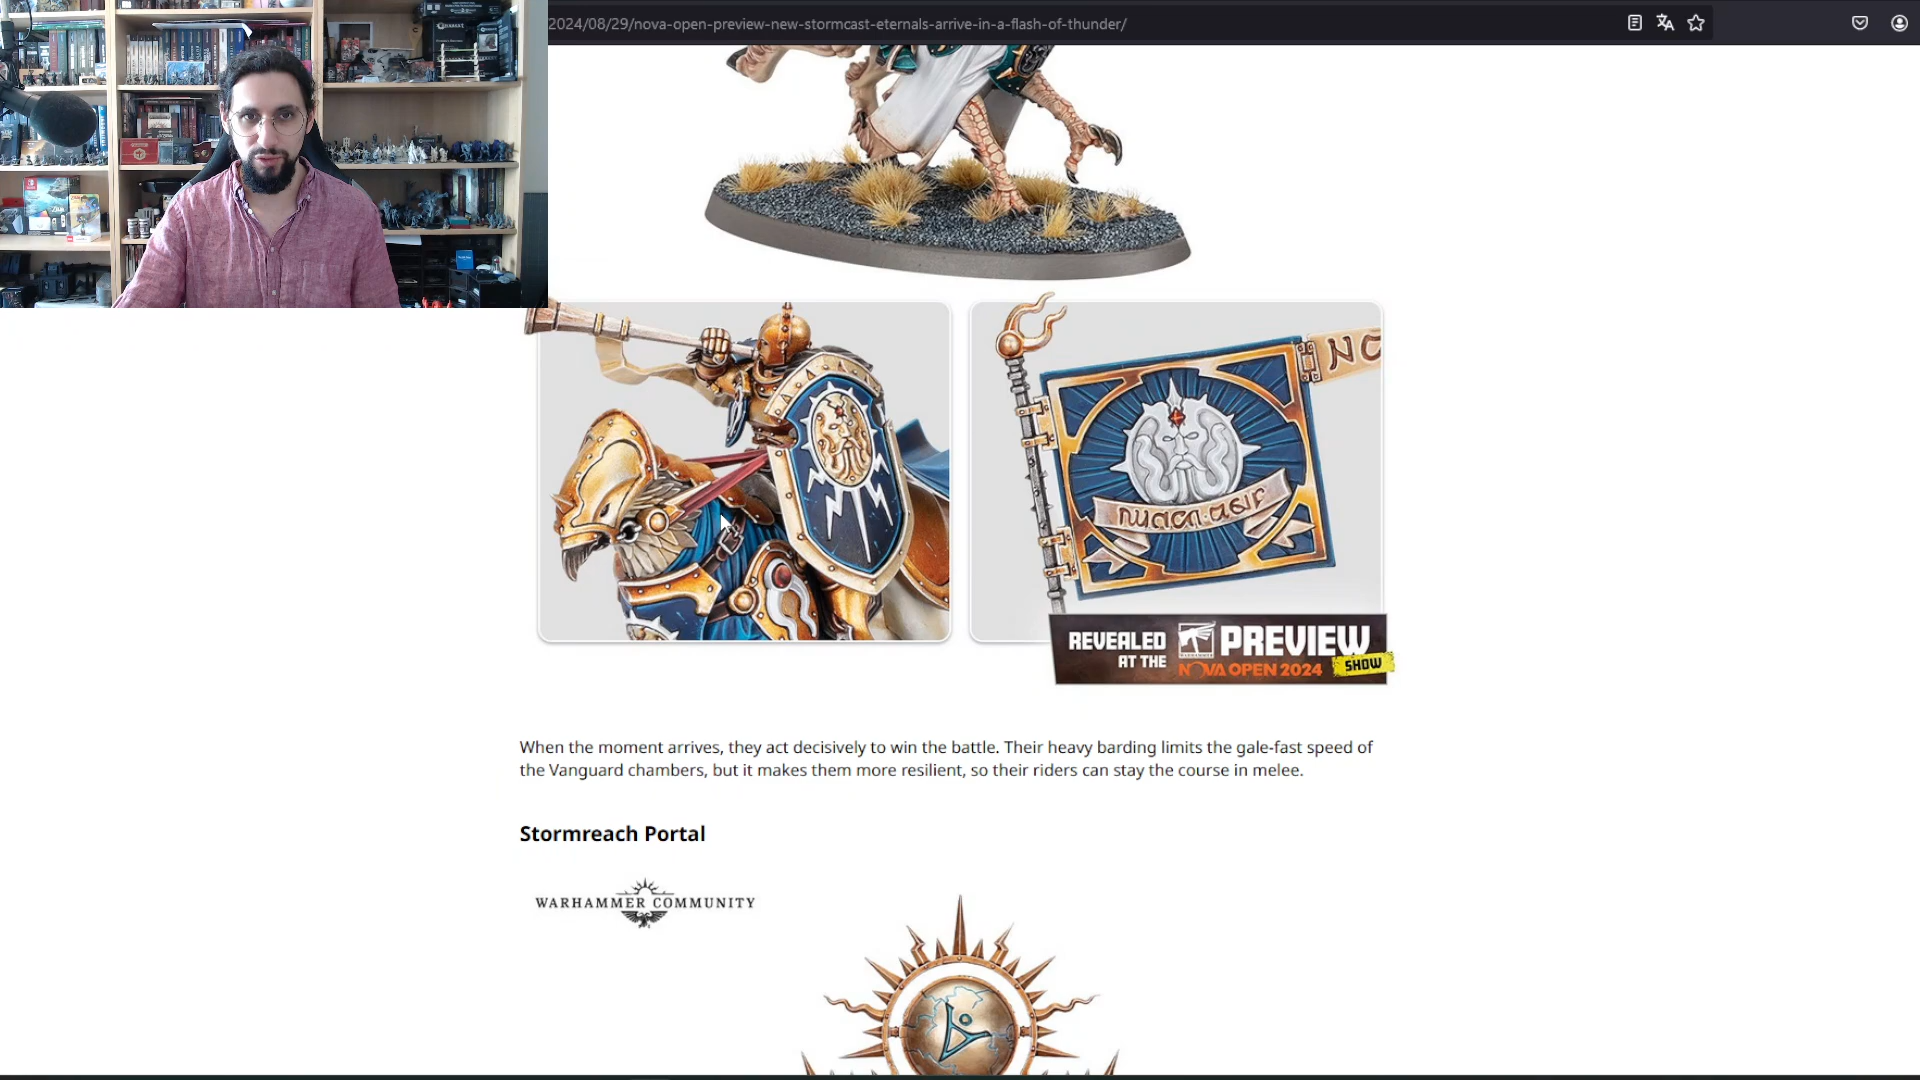 2024/08/29/nova-open-preview-new-stormcast-eternals-arrive-in-a-flash-of-thunder/
REVEALED
AT THE
WARHAMMER
PREVIEW
NOVA OPEN 2024
SHOW
When the moment arrives, they act decisively to win the battle. Their heavy barding limits the gale-fast speed of
the Vanguard chambers, but it makes them more resilient, so their riders can stay the course in melee.
Stormreach Portal
WARHAMMER COMMUNITY